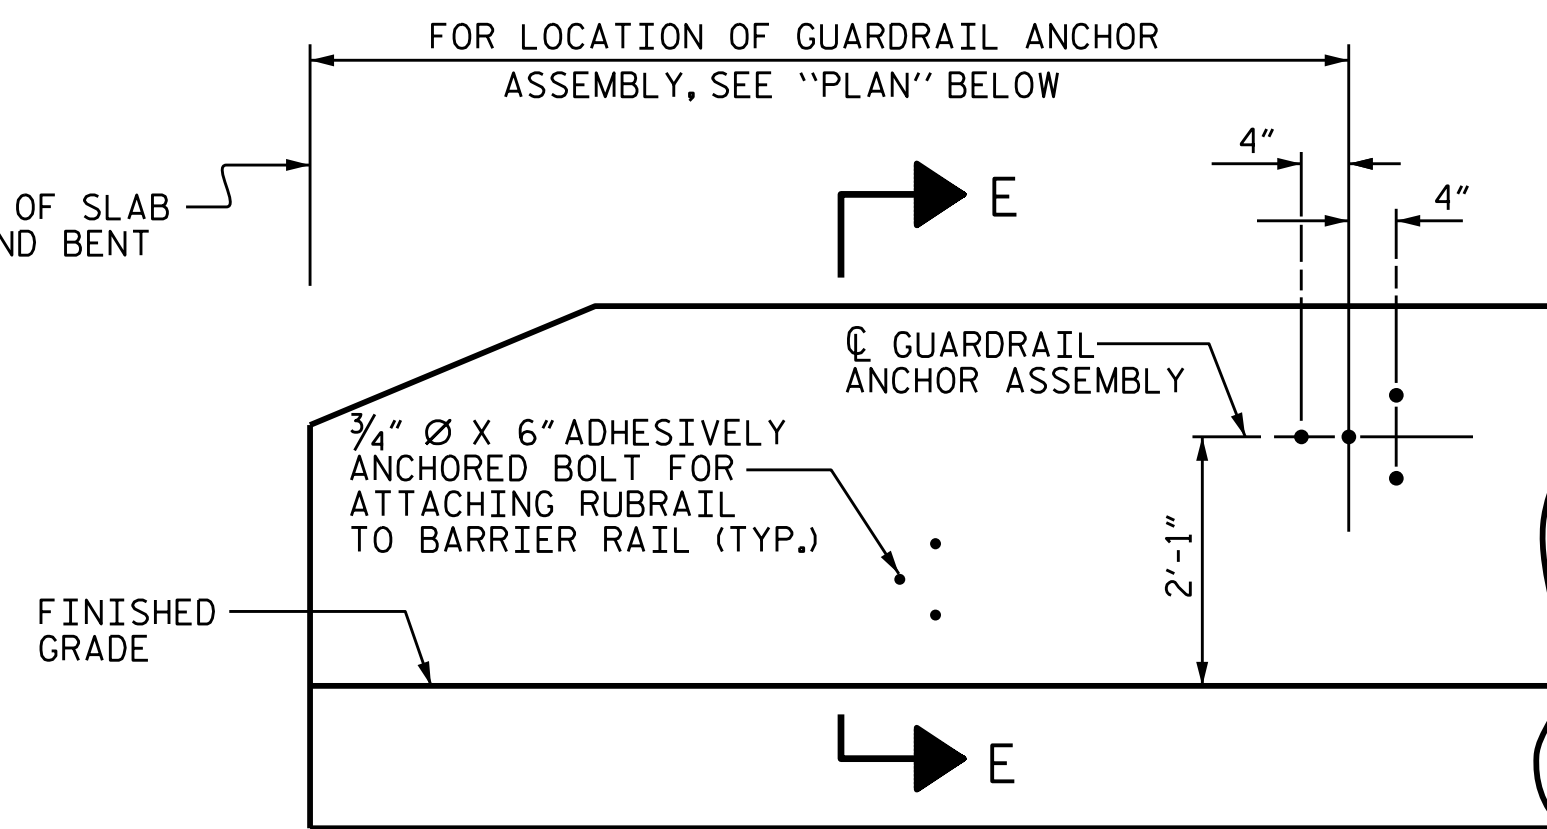 FOR LOCATION OF GUARDRAIL ANCHOR
ASSEMBLY, SEE "PLAN" BELOW
4"
4"
OF SLAB
BENT
E
℄ GUARDRAIL
ANCHOR ASSEMBLY
3/4" Ø X 6" ADHESIVELY
ANCHORED BOLT FOR
ATTACHING RUBRAIL
TO BARRIER RAIL (TYP.)
2'-1"
FINISHED
GRADE
E